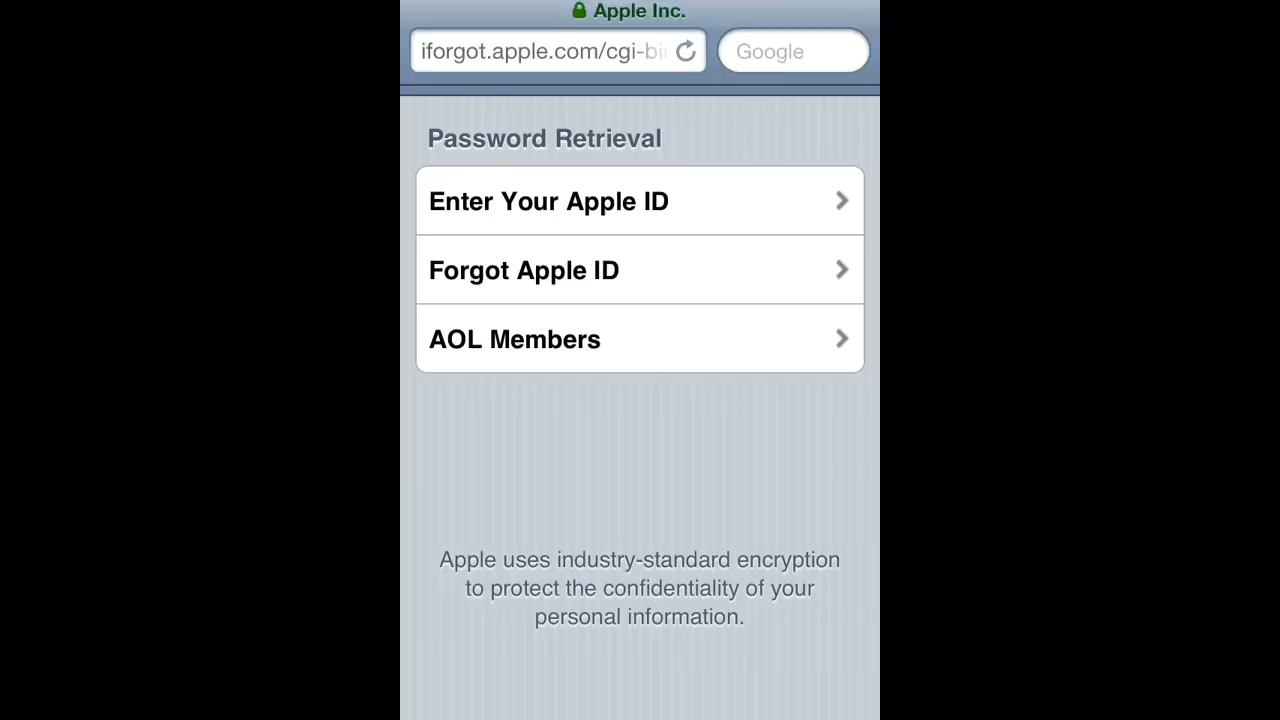 Apple Inc.
iforgot.apple.com/cgi-bi
Google
Password Retrieval
Enter Your Apple ID
Forgot Apple ID
AOL Members
Apple uses industry-standard encryption
to protect the confidentiality of your
personal information.